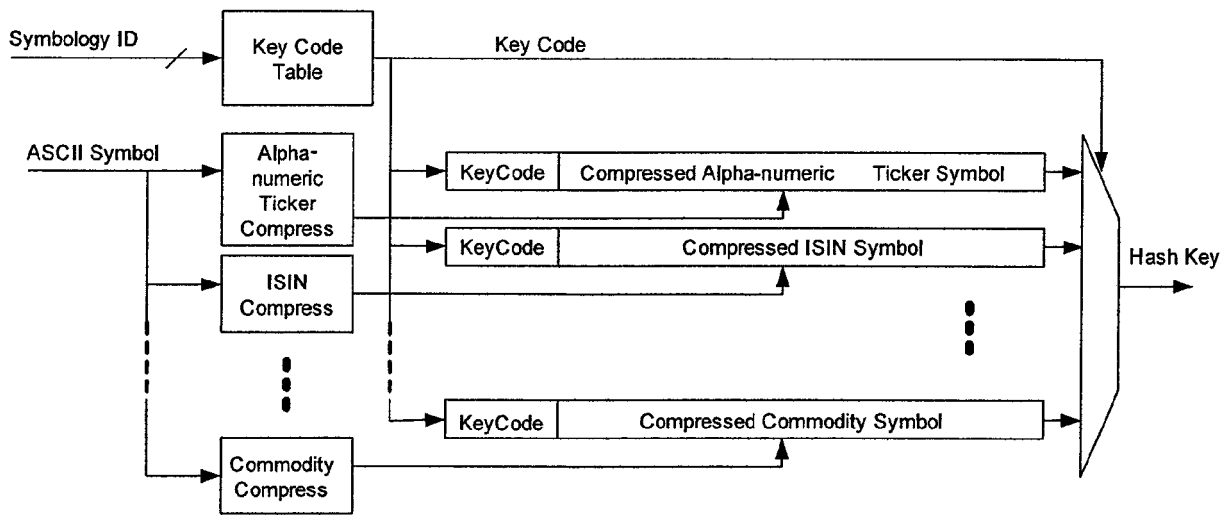 Symbology ID
Key Code
Table
Key Code
ASCII Symbol
Alpha-
numeric
Ticker
Compress
KeyCode
Compressed Alpha-numeric Ticker Symbol
KeyCode
Compressed ISIN Symbol
Hash Key
ISIN
Compress
KeyCode
Compressed Commodity Symbol
Commodity
Compress